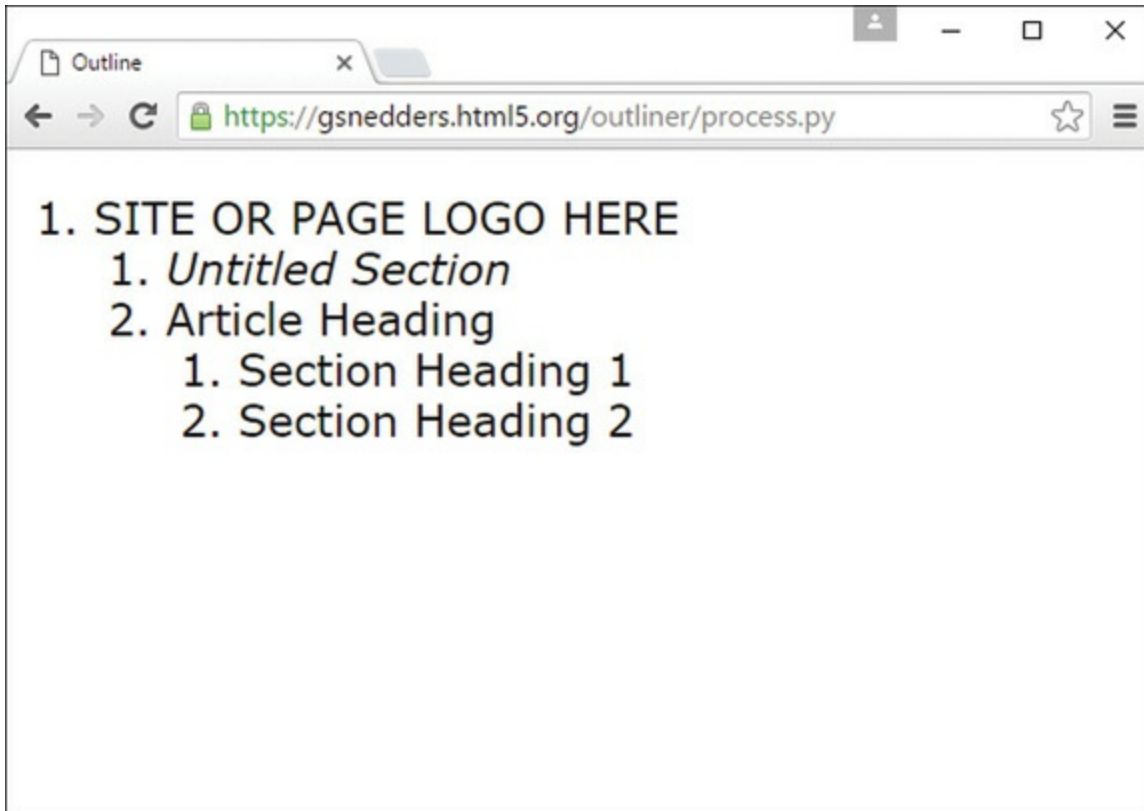 Outline
https://gsnedders.html5.org/outliner/process.py
1. SITE OR PAGE LOGO HERE
1. Untitled Section
2. Article Heading
1. Section Heading 1
2. Section Heading 2